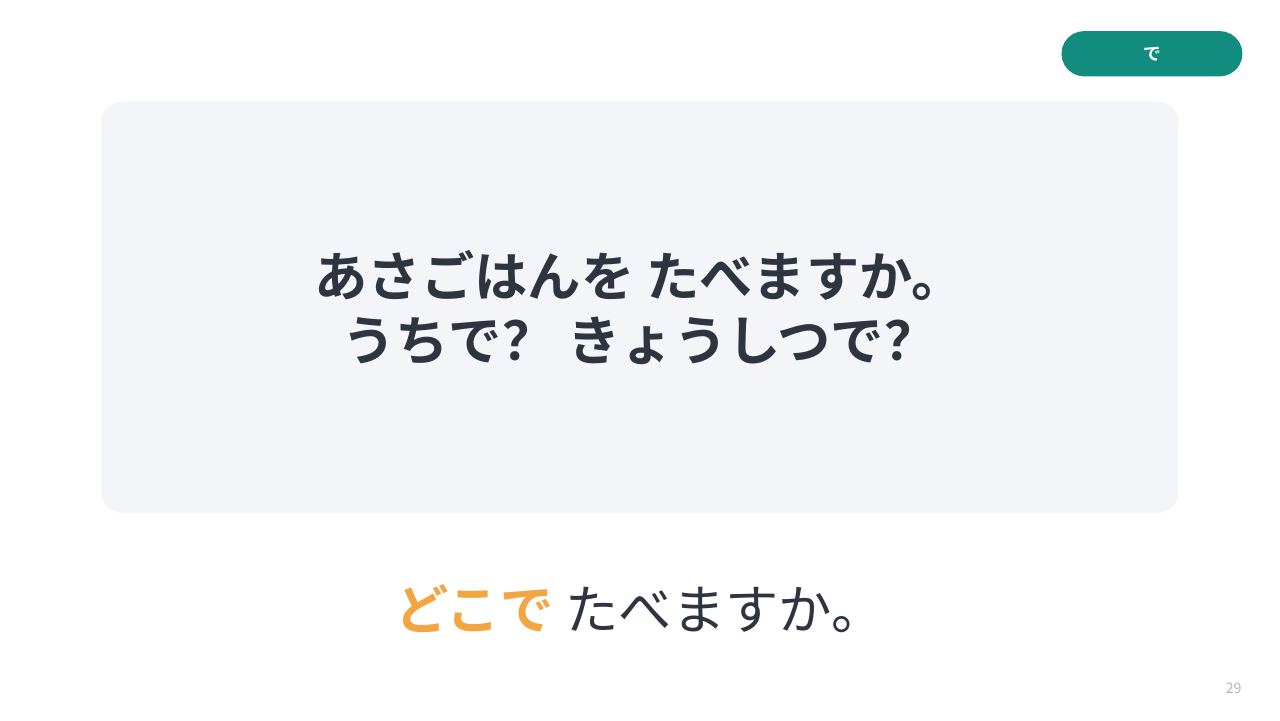 で
あさごはんを たべますか。
うちで？ きょうしつで？
どこで たべますか。
29